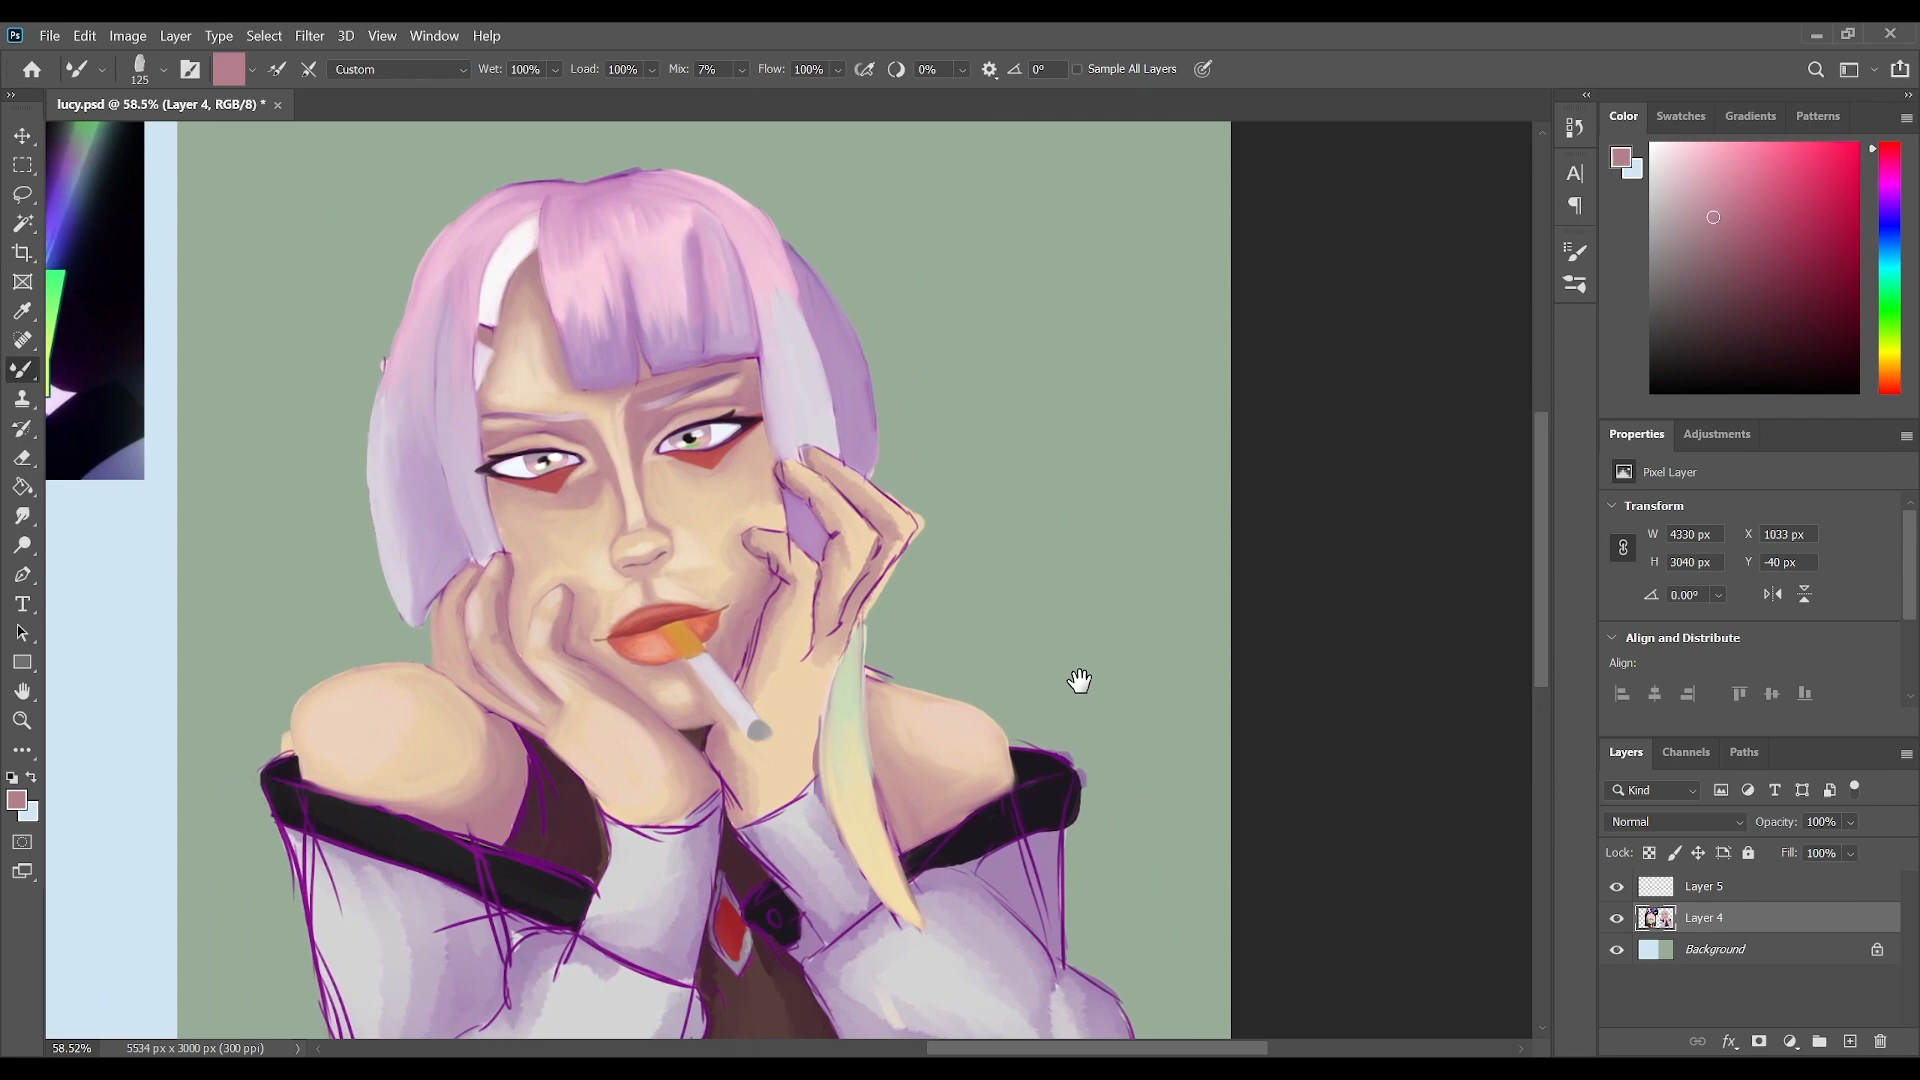 Ps File Edit Image Layer Type Select Filter 3D View Window Help
125 Custom Wet: 100% Load: 100% Mix: 7% Flow: 100% 0% 0° Sample All Layers
lucy.psd @ 58.5% (Layer 4, RGB/8) *
Color Swatches Gradients Patterns
Properties Adjustments
Pixel Layer
Transform
W 4330 px X 1033 px
H 3040 px Y -40 px
0.00°
Align and Distribute
Align:
Layers Channels Paths
Kind
Normal Opacity: 100%
Lock: Fill: 100%
Layer 5
Layer 4
Background
fx
58.52% 5534 px x 3000 px (300 ppi)